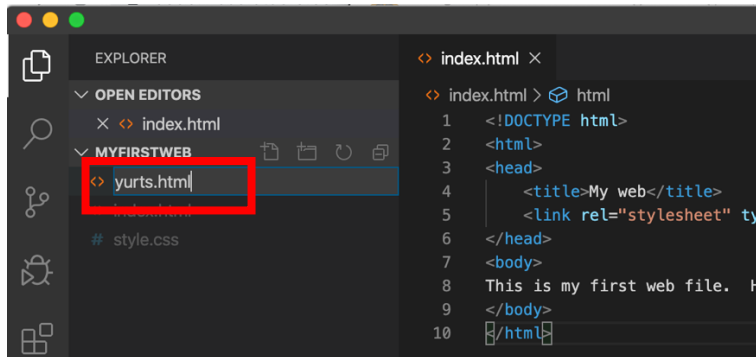 EXPLORER
OPEN EDITORS
index.html
MYFIRSTWEB
yurts.html
index.html
# style.css
index.html
index.html > html
1 <!DOCTYPE html>
2 <html>
3 <head>
4 <title>My web</title>
5 <link rel="stylesheet" ty
6 </head>
7 <body>
8 This is my first web file. H
9 </body>
10 </html>